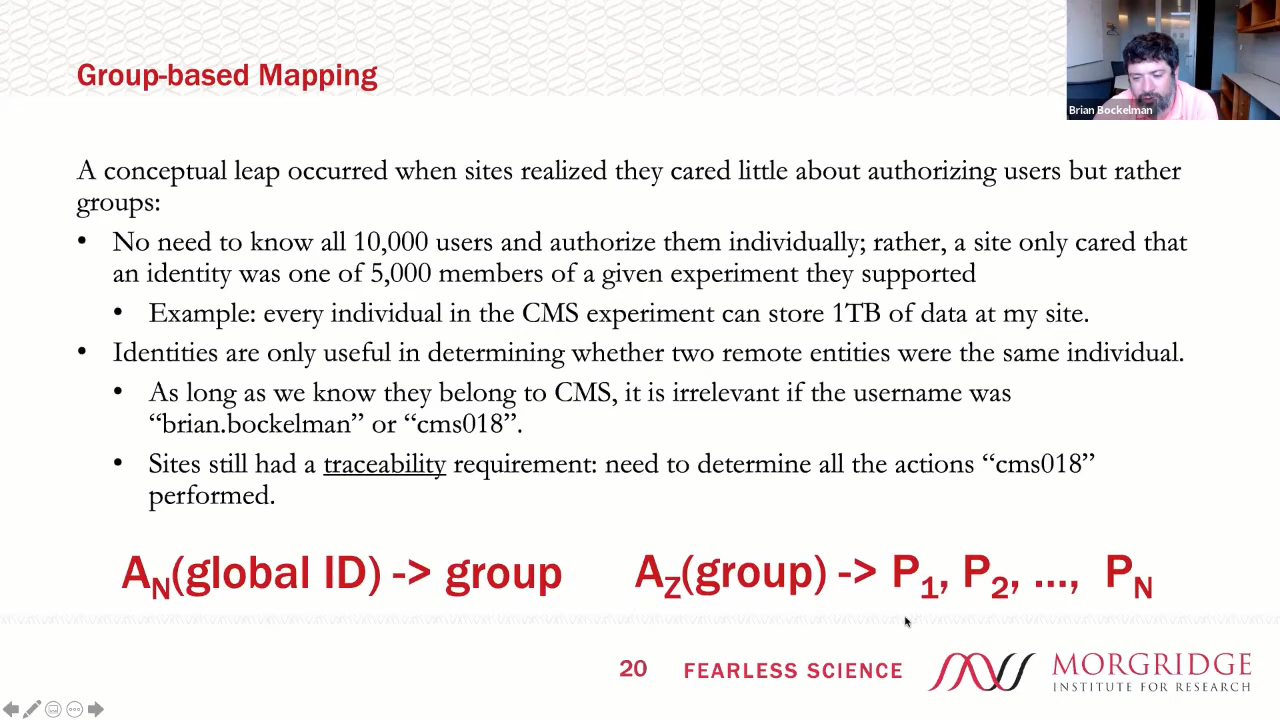 Group-based Mapping
Brian Bockelman
A conceptual leap occurred when sites realized they cared little about authorizing users but rather
groups:
• No need to know all 10,000 users and authorize them individually; rather, a site only cared that
an identity was one of 5,000 members of a given experiment they supported
• Example: every individual in the CMS experiment can store 1TB of data at my site.
• Identities are only useful in determining whether two remote entities were the same individual.
• As long as we know they belong to CMS, it is irrelevant if the username was
“brian.bockelman” or “cms018”.
• Sites still had a traceability requirement: need to determine all the actions “cms018”
performed.
A_N(global ID) -> group
A_Z(group) -> P_1, P_2, ..., P_N
20
FEARLESS SCIENCE
MORGRIDGE
INSTITUTE FOR RESEARCH